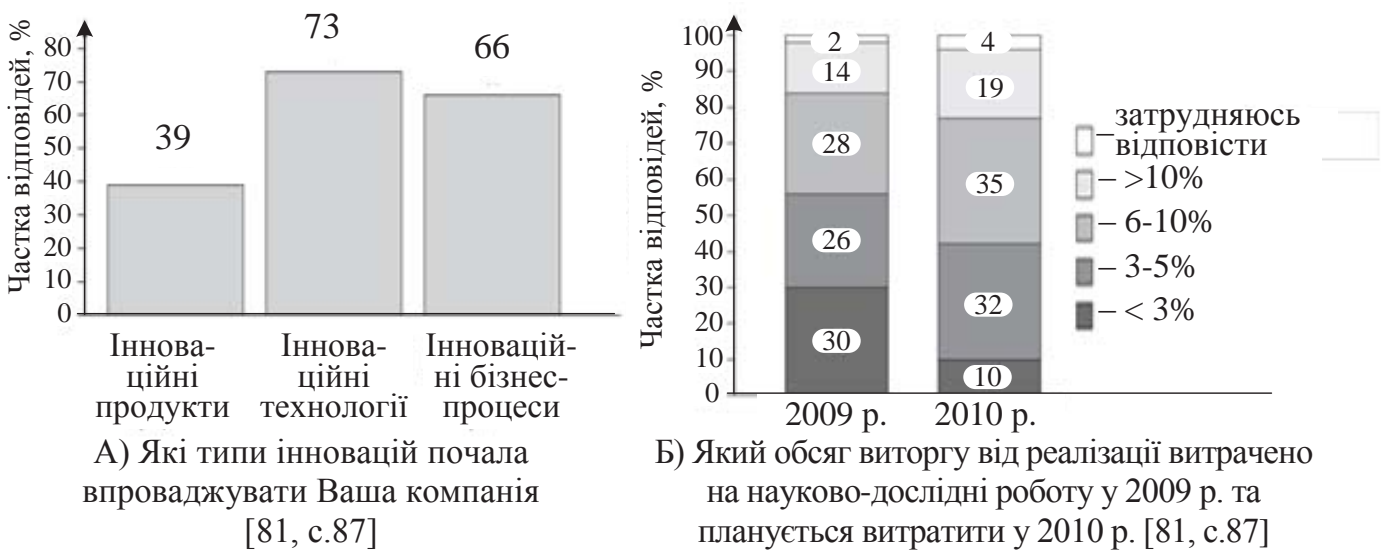 Частка відповідей, %
80
70
60
50
40
30
20
10
0
39
73
66
Іннова-
ційні
продукти
Іннова-
ційні
технології
Інновацій-
ні бізнес-
процеси
А) Які типи інновацій почала
впроваджувати Ваша компанія
[81, с.87]
Частка відповідей, %
100
90
80
70
60
50
40
30
20
10
0
2
14
28
26
30
4
19
35
32
10
2009 р.
2010 р.
– затрудняюсь
відповісти
– >10%
– 6-10%
– 3-5%
– < 3%
Б) Який обсяг виторгу від реалізації витрачено
на науково-дослідні роботу у 2009 р. та
планується витратити у 2010 р. [81, с.87]